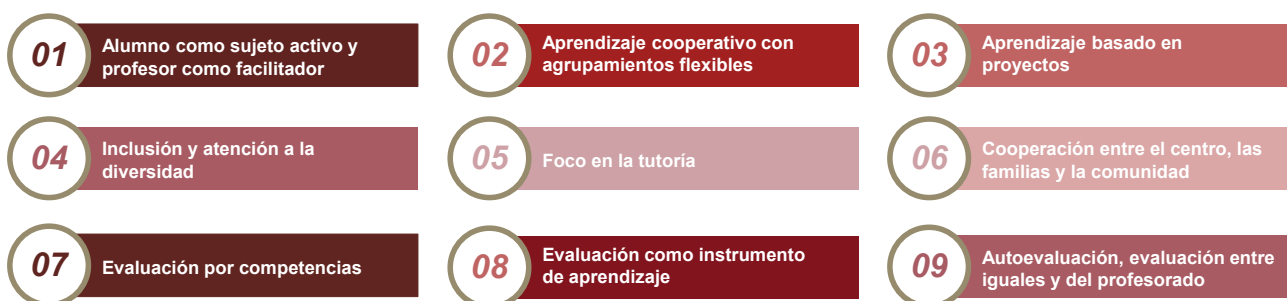 01
Alumno como sujeto activo y
profesor como facilitador
02
Aprendizaje cooperativo con
agrupamientos flexibles
03
Aprendizaje basado en
proyectos
04
Inclusión y atención a la
diversidad
05
Foco en la tutoría
06
Cooperación entre el centro, las
familias y la comunidad
07
Evaluación por competencias
08
Evaluación como instrumento
de aprendizaje
09
Autoevaluación, evaluación entre
iguales y del profesorado